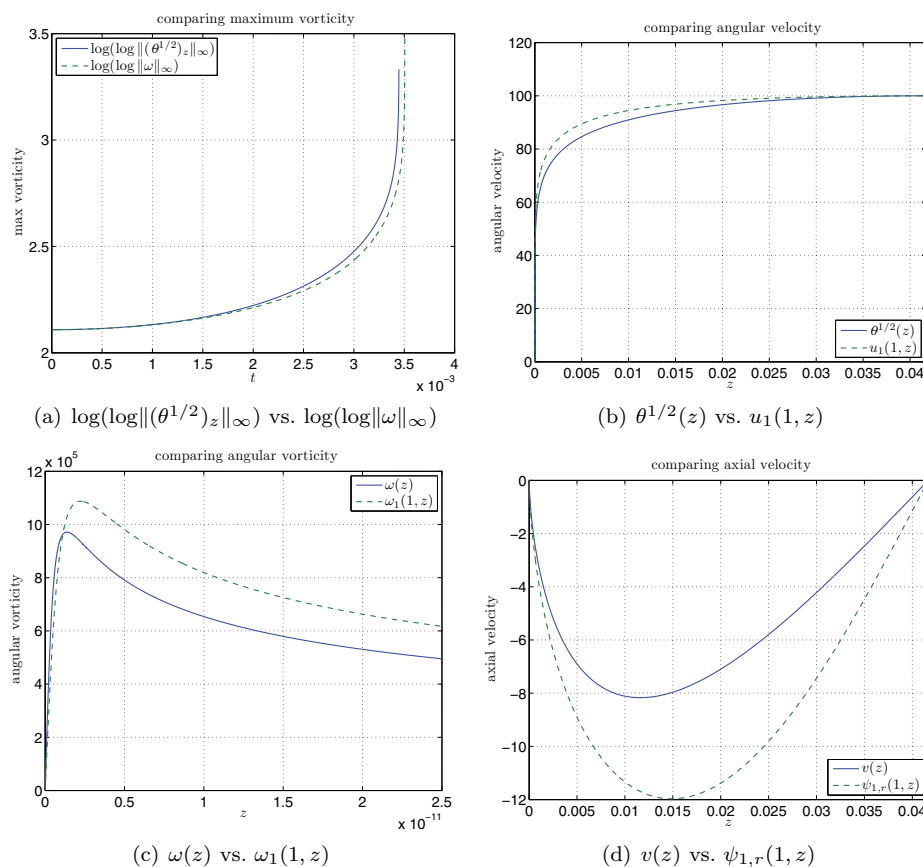 comparing maximum vorticity
3.5
3
2.5
2
max vorticity
log(log ∥(θ^{1/2})_z∥_∞)
log(log ∥ω∥_∞)
0 0.5 1 1.5 2 2.5 3 3.5 4
t
x 10^{-3}
(a) log(log∥(θ^{1/2})_z∥_∞) vs. log(log∥ω∥_∞)
comparing angular velocity
120
100
80
60
40
20
0
angular velocity
θ^{1/2}(z)
u_1(1, z)
0 0.005 0.01 0.015 0.02 0.025 0.03 0.035 0.04
z
(b) θ^{1/2}(z) vs. u_1(1, z)
comparing angular vorticity
x 10^5
12
10
8
6
4
2
0
angular vorticity
ω(z)
ω_1(1, z)
0 0.5 1 1.5 2 2.5
z
x 10^{-11}
(c) ω(z) vs. ω_1(1, z)
comparing axial velocity
0
−2
−4
−6
−8
−10
−12
axial velocity
v(z)
ψ_{1,r}(1, z)
0 0.005 0.01 0.015 0.02 0.025 0.03 0.035 0.04
z
(d) v(z) vs. ψ_{1,r}(1, z)